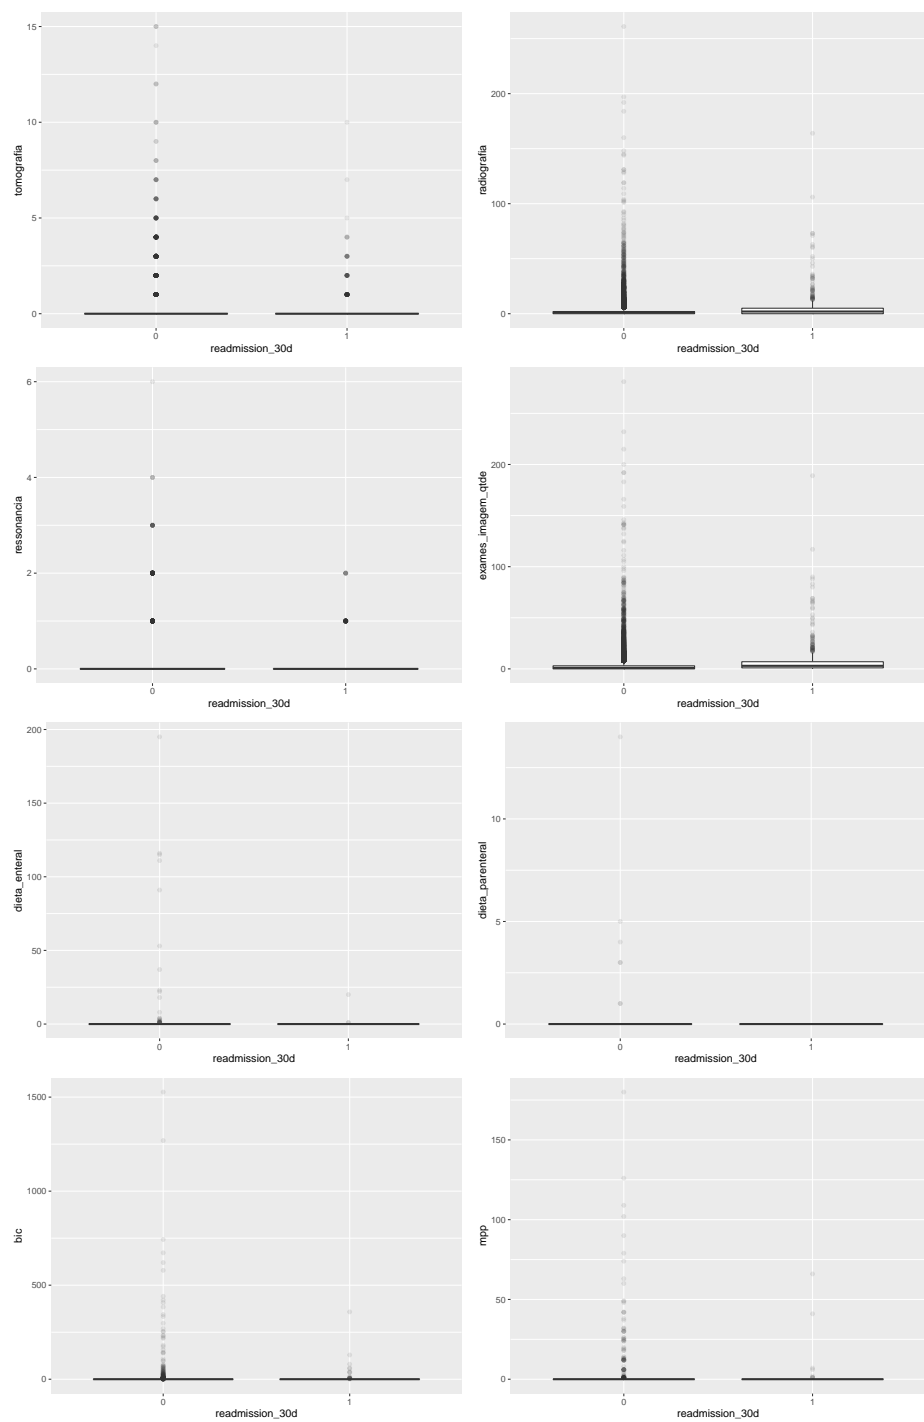 tomografia
15
10
5
0
0 1
readmission_30d
radiografia
200
100
0
0 1
readmission_30d
ressonancia
6
4
2
0
0 1
readmission_30d
exames_imagem_qtde
200
100
0
0 1
readmission_30d
dieta_enteral
200
150
100
50
0
0 1
readmission_30d
dieta_parenteral
10
5
0
0 1
readmission_30d
bic
1500
1000
500
0
0 1
readmission_30d
mpp
150
100
50
0
0 1
readmission_30d